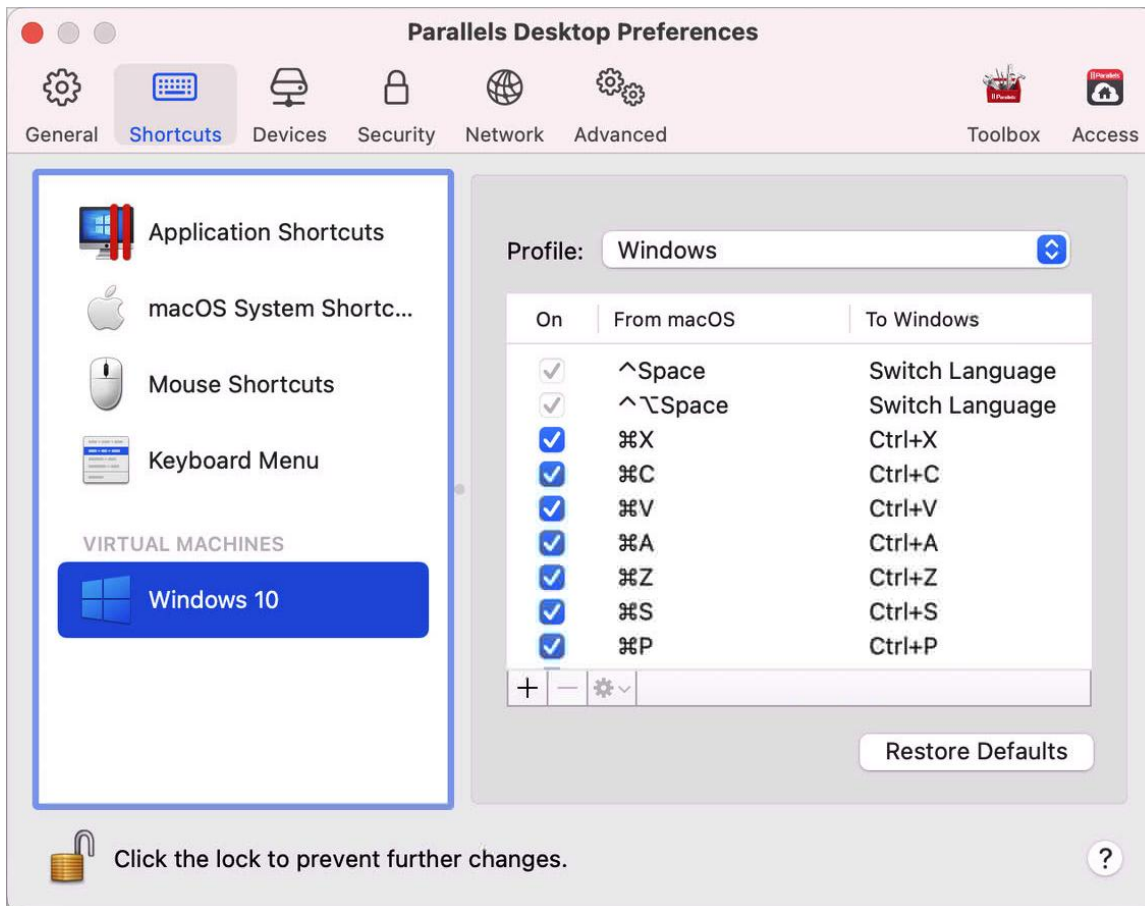 Parallels Desktop Preferences
General Shortcuts Devices Security Network Advanced Toolbox Access
Application Shortcuts
macOS System Shortc...
Mouse Shortcuts
Keyboard Menu
VIRTUAL MACHINES
Windows 10
Profile: Windows
On From macOS To Windows
^Space Switch Language
^⌥Space Switch Language
⌘X Ctrl+X
⌘C Ctrl+C
⌘V Ctrl+V
⌘A Ctrl+A
⌘Z Ctrl+Z
⌘S Ctrl+S
⌘P Ctrl+P
Restore Defaults
Click the lock to prevent further changes.
?